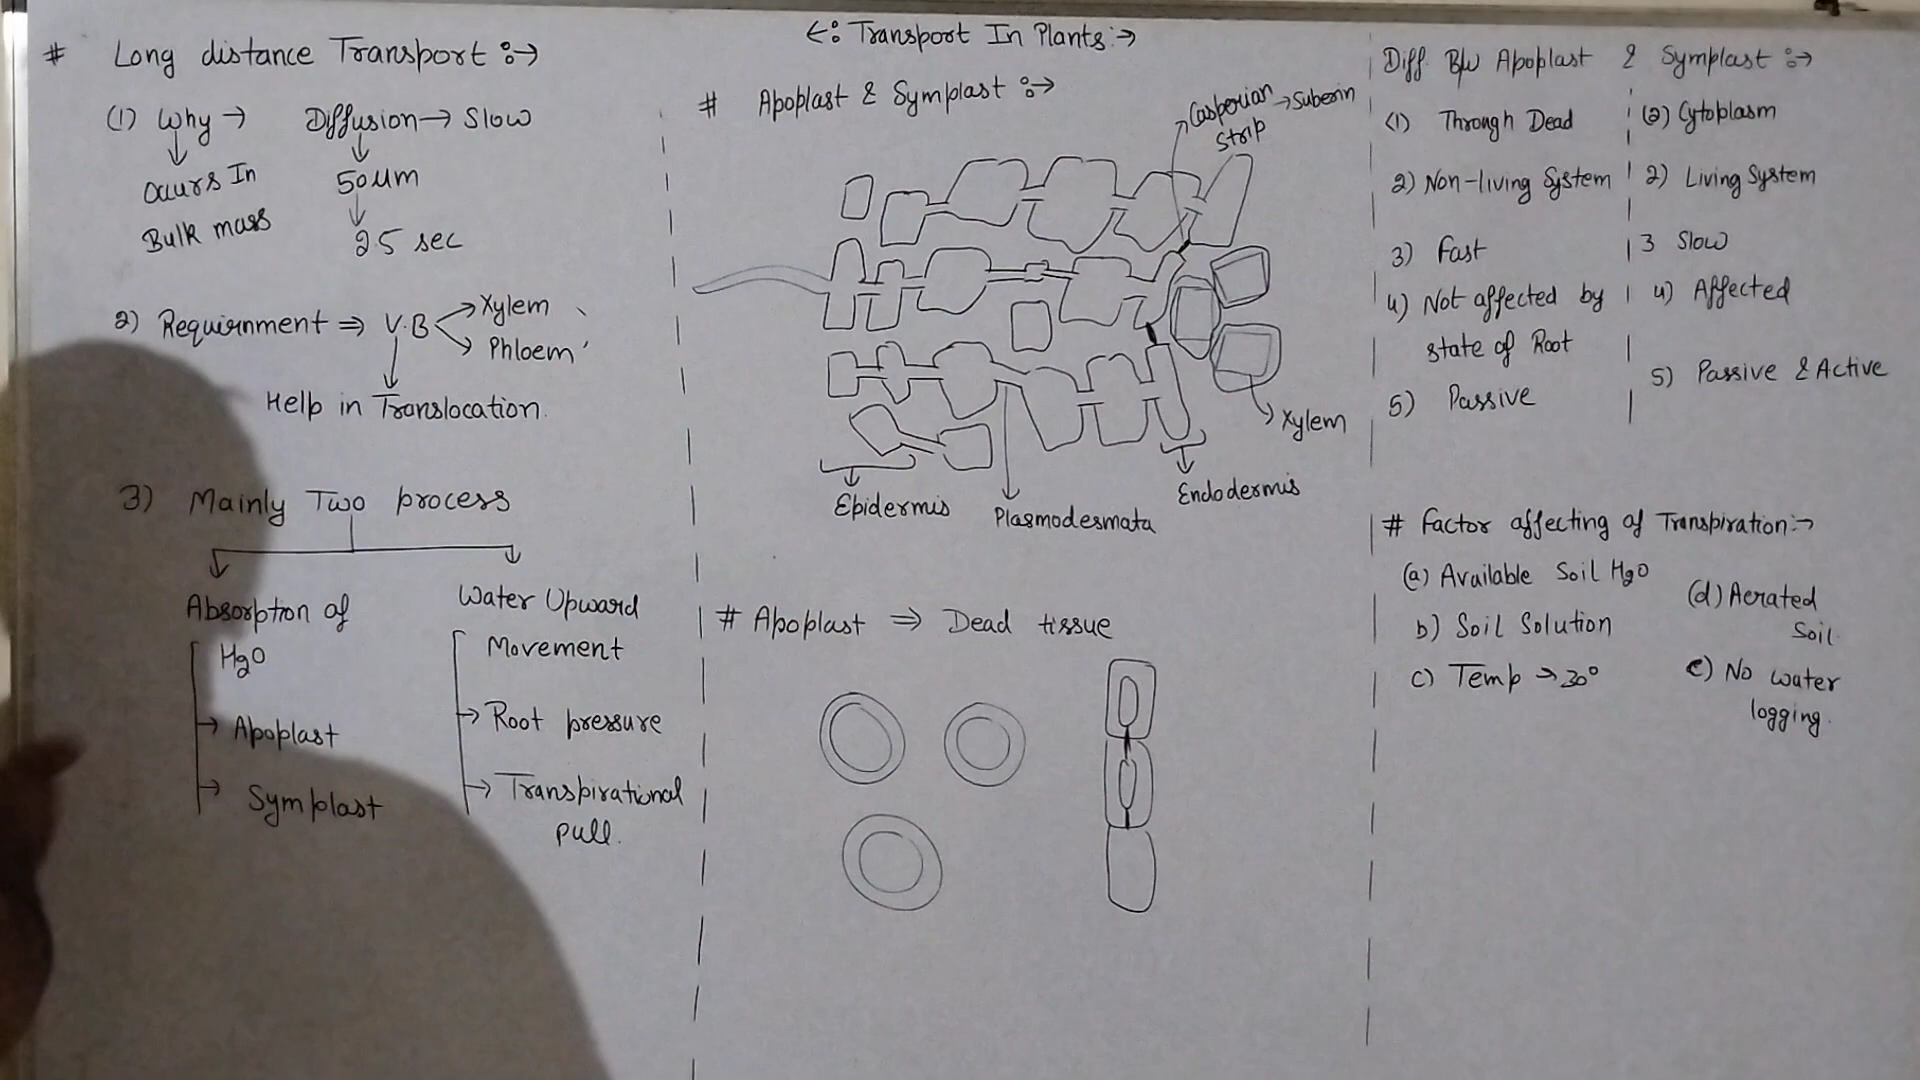 ←: Transport In Plants:→
# Long distance Transport :→
(1) Why → Diffusion → Slow
↓ ↓
Occurs In 50um
Bulk mass ↓
25 sec
2) Requirnment ⇒ V.B → Xylem
→ Phloem
↓
Help in Translocation.
3) Mainly Two process
Absorption of
H2O
→ Apoplast
→ Symplast
Water Upward
Movement
→ Root pressure
→ Transpirational
pull.
# Apoplast & Symplast :→
Casperian → Suberin
Strip
→ Xylem
Epidermis
Plasmodesmata
Endodermis
# Apoplast ⇒ Dead tissue
Diff. B/w Apoplast & Symplast :→
(1) Through Dead (2) Cytoplasm
2) Non-living System 2) Living System
3) Fast 3 Slow
4) Not affected by 4) Affected
state of Root
5) Passive 5) Passive & Active
# Factor affecting of Transpiration:→
(a) Available Soil H2O
b) Soil Solution
c) Temp → 30°
(d) Aerated
Soil.
e) No water
logging.